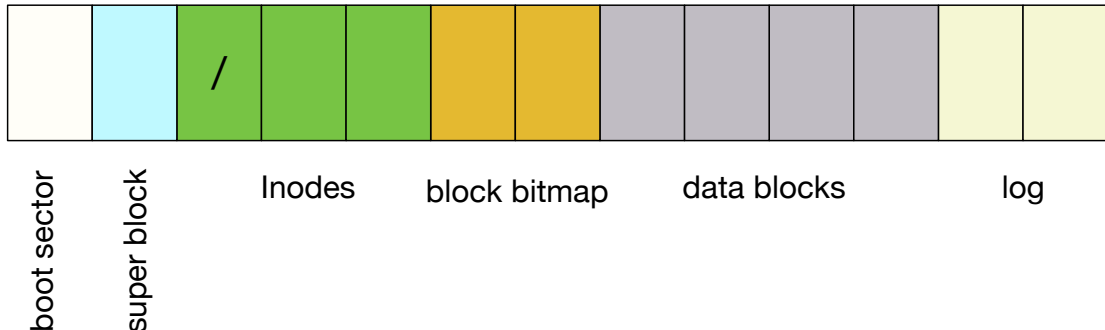 /
Inodes
block bitmap
data blocks
log
boot sector
super block